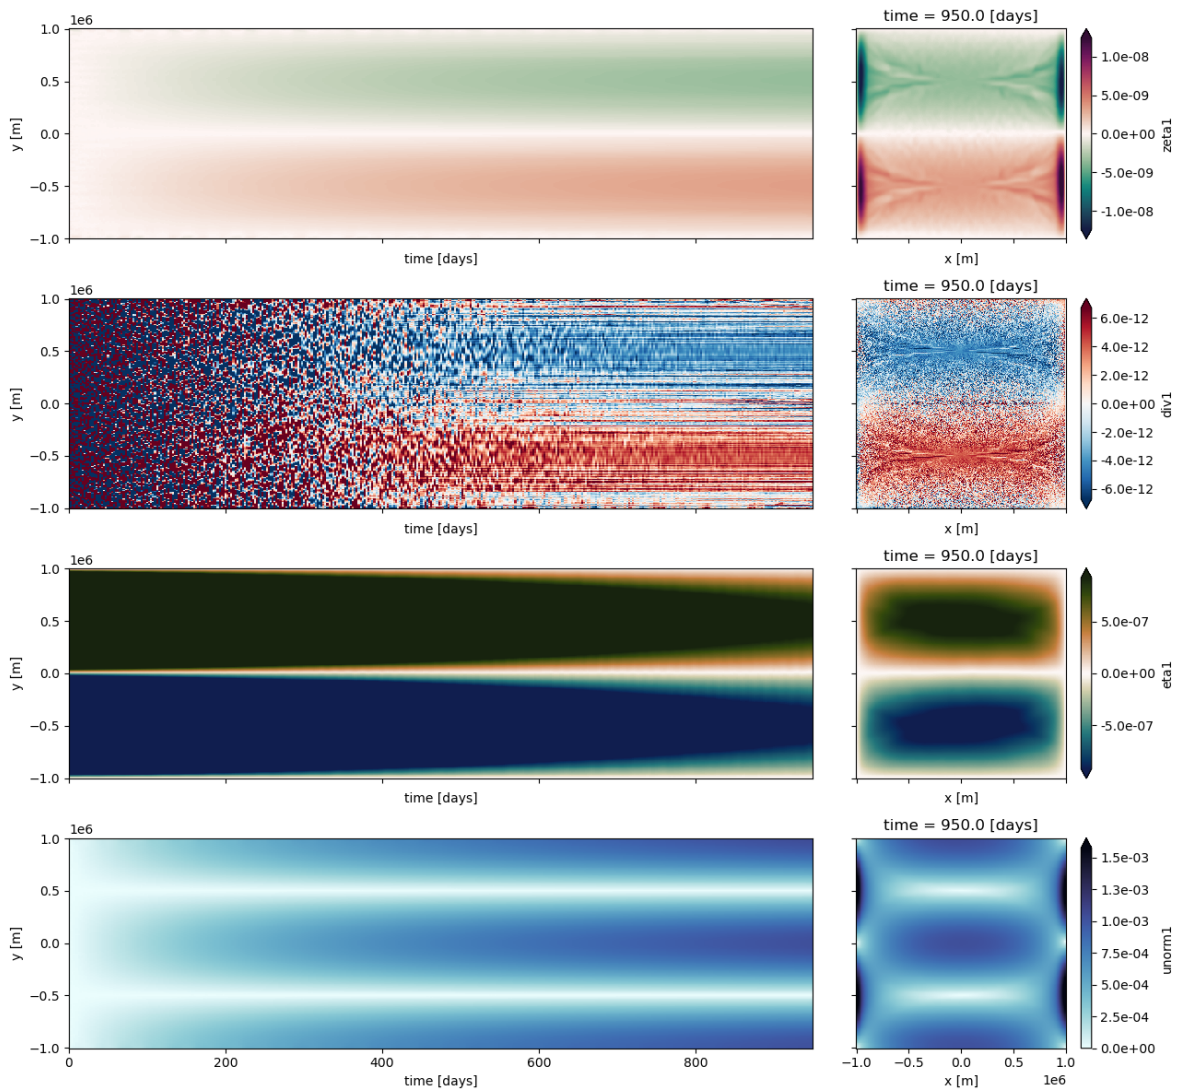 1e6
time = 950.0 [days]
1.0
0.5
0.0
−0.5
−1.0
y [m]
time [days]
x [m]
1.0e-08
5.0e-09
0.0e+00
-5.0e-09
-1.0e-08
zeta1
1e6
time = 950.0 [days]
1.0
0.5
0.0
−0.5
−1.0
y [m]
time [days]
x [m]
6.0e-12
4.0e-12
2.0e-12
0.0e+00
-2.0e-12
-4.0e-12
-6.0e-12
div1
1e6
time = 950.0 [days]
1.0
0.5
0.0
−0.5
−1.0
y [m]
time [days]
x [m]
5.0e-07
0.0e+00
-5.0e-07
eta1
1e6
time = 950.0 [days]
1.0
0.5
0.0
−0.5
−1.0
y [m]
0 200 400 600 800
time [days]
−1.0 −0.5 0.0 0.5 1.0
x [m]
1e6
1.5e-03
1.3e-03
1.0e-03
7.5e-04
5.0e-04
2.5e-04
0.0e+00
unorm1